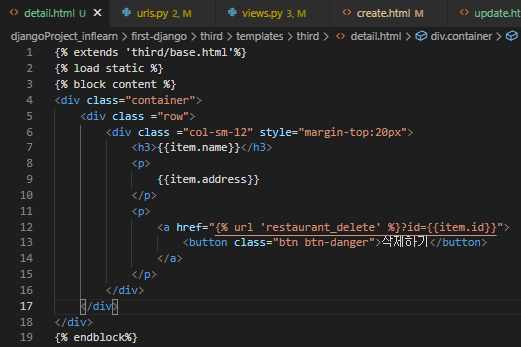 detail.html U urls.py 2, M views.py 3, M create.html M update.ht
djangoProject_inflearn > first-django > third > templates > third > detail.html > div.container >
1 {% extends 'third/base.html'%}
2 {% load static %}
3 {% block content %}
4 <div class="container">
5 <div class ="row">
6 <div class ="col-sm-12" style="margin-top:20px">
7 <h3>{{item.name}}</h3>
8 <p>
9 {{item.address}}
10 </p>
11 <p>
12 <a href="{% url 'restaurant_delete' %}?id={{item.id}}">
13 <button class="btn btn-danger">삭제하기</button>
14 </a>
15 </p>
16 </div>
17 </div>
18 </div>
19 {% endblock%}